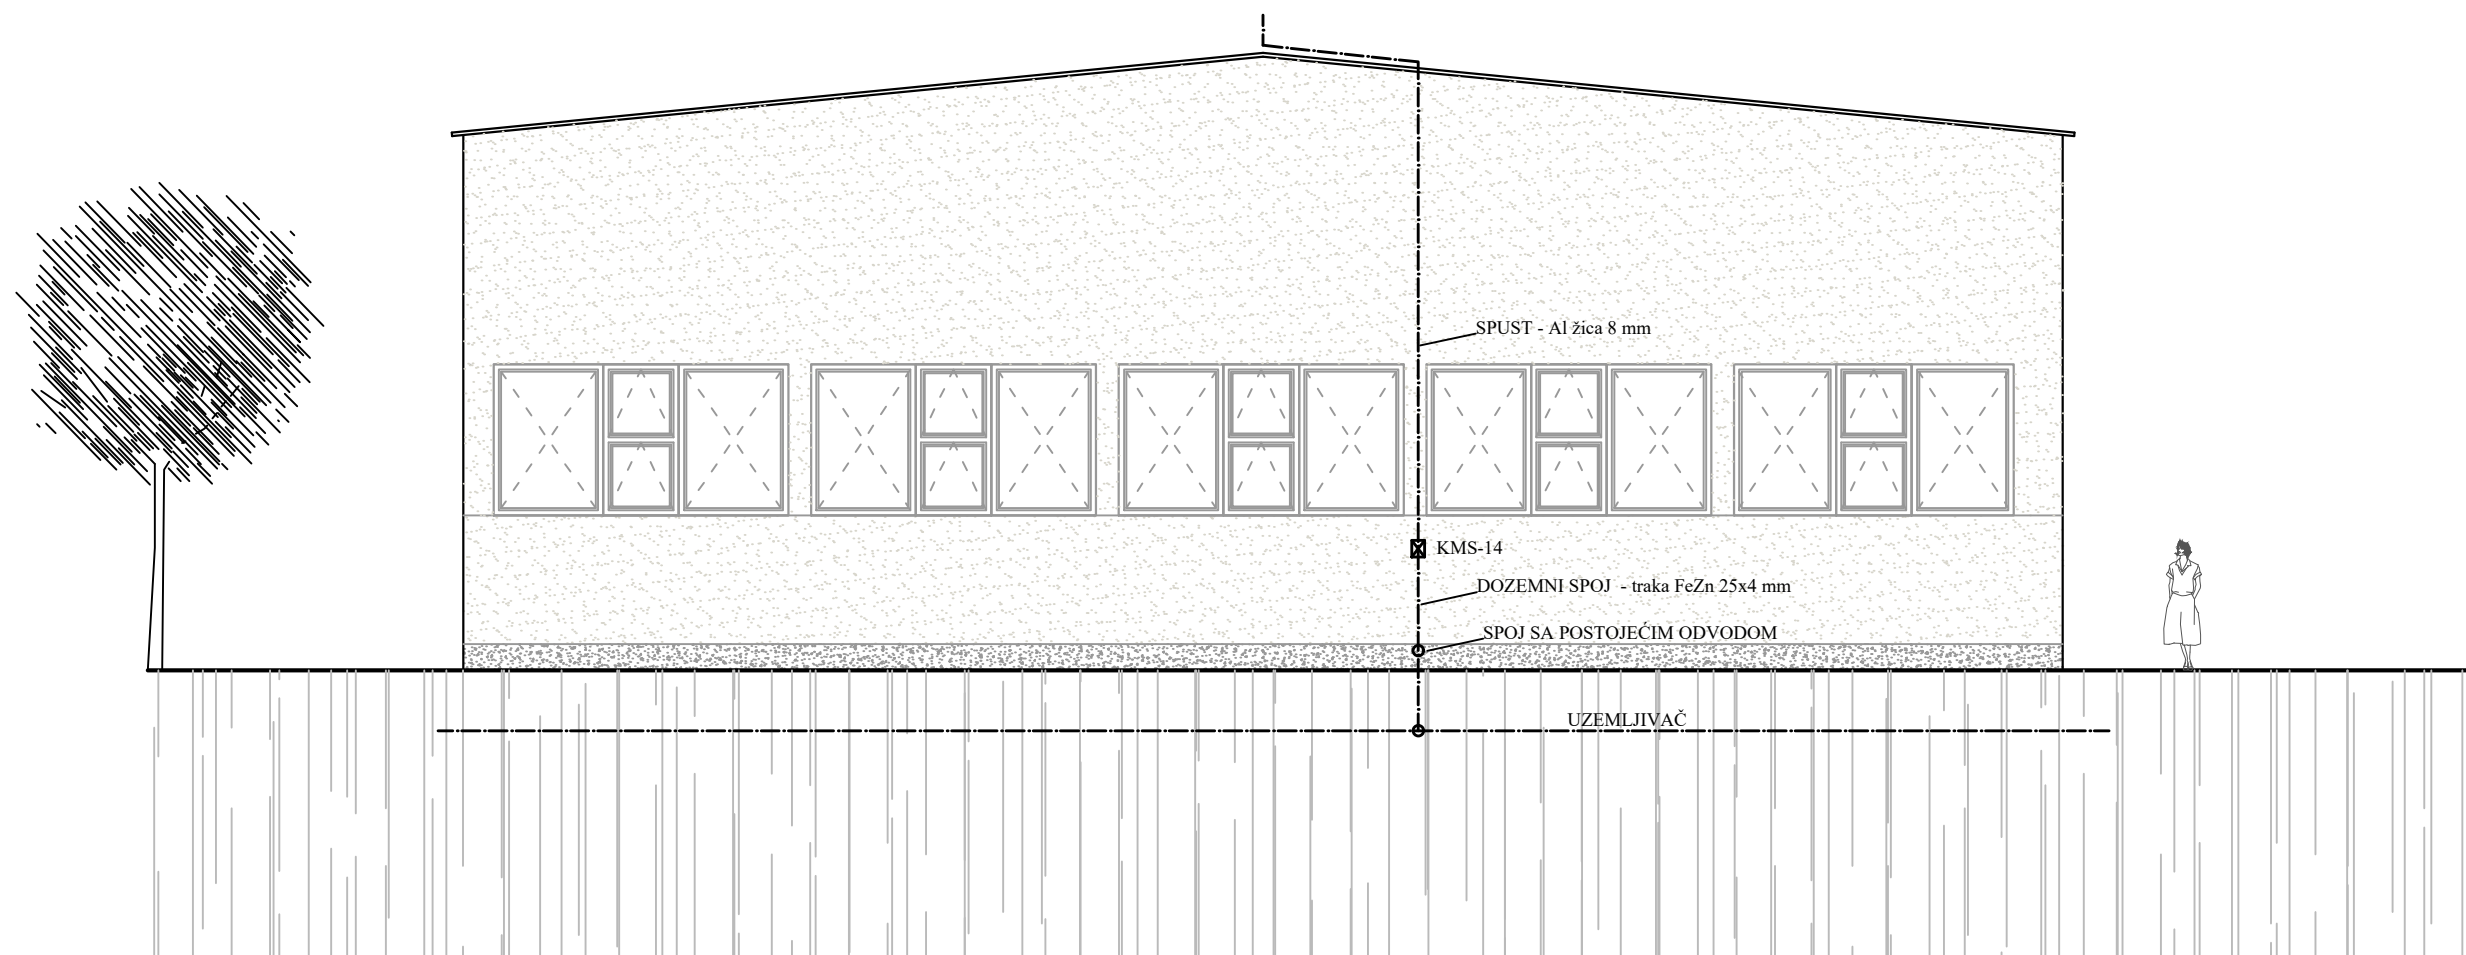 SPUST - Al žica 8 mm
KMS-14
DOZEMNI SPOJ - traka FeZn 25x4 mm
SPOJ SA POSTOJEĆIM ODVODOM
UZEMLJIVAČ